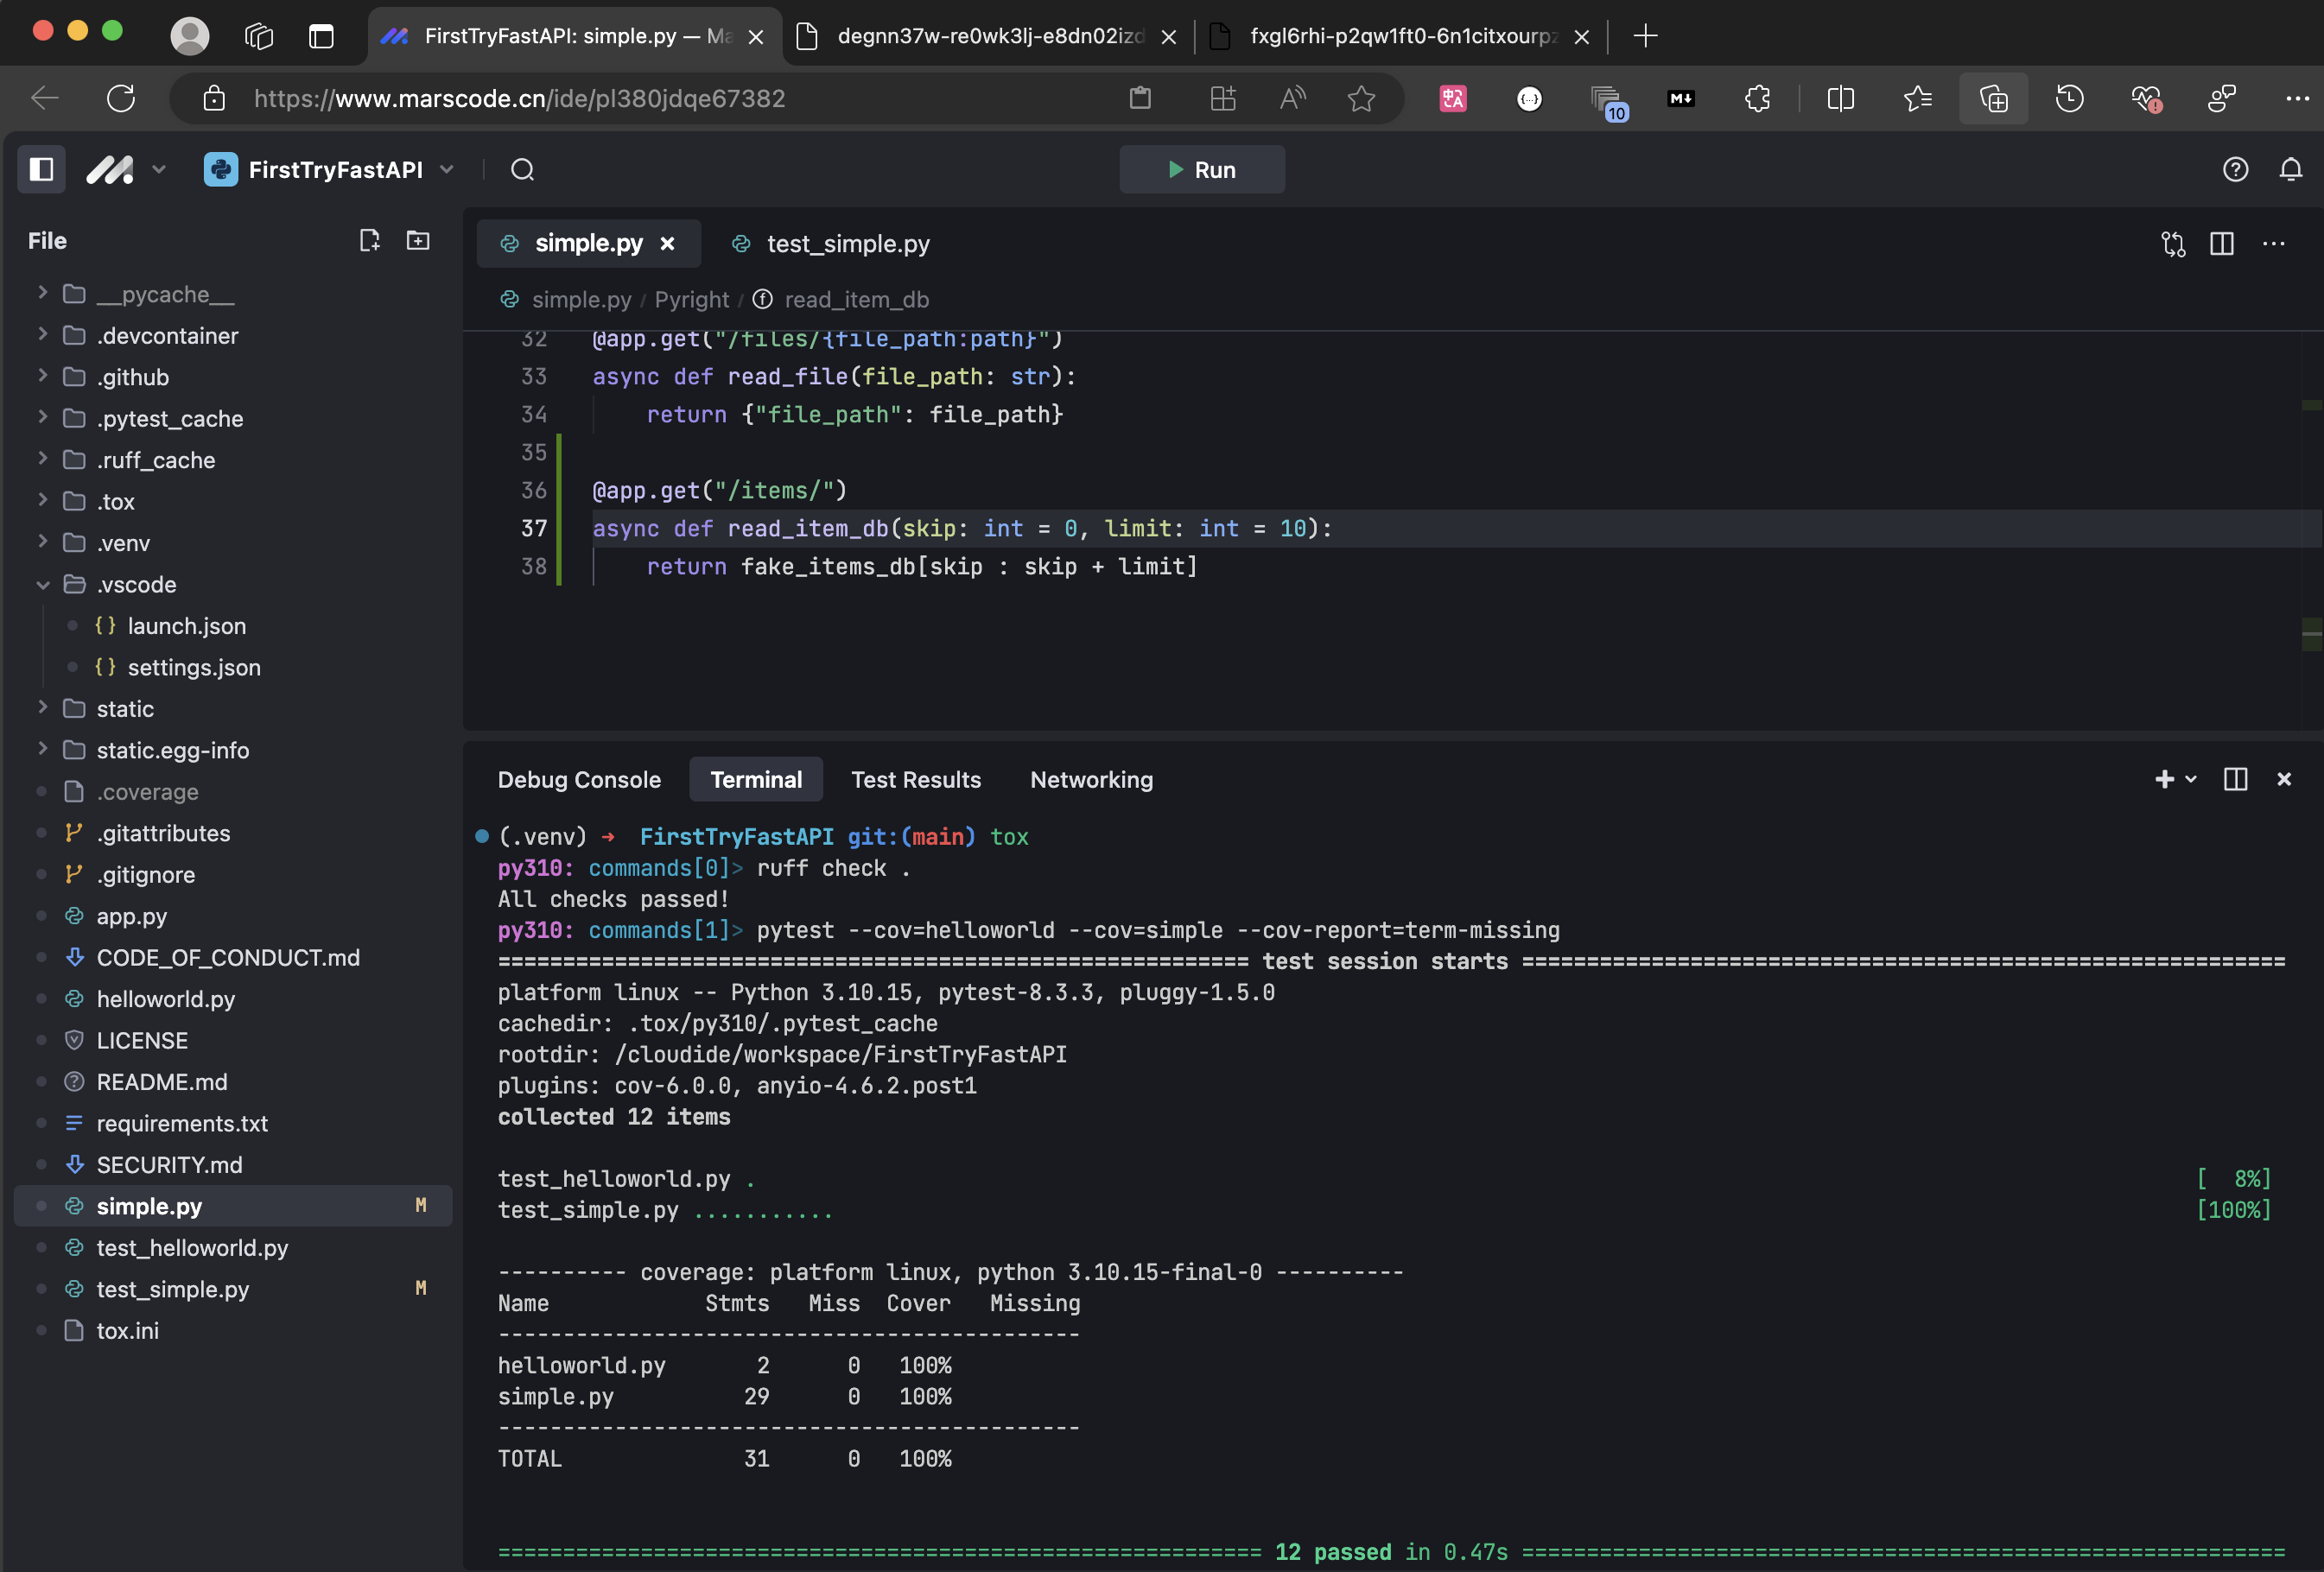 FirstTryFastAPI: simple.py — Ma
degnn37w-re0wk3lj-e8dn02izd
fxgl6rhi-p2qw1ft0-6n1citxourpz
https://www.marscode.cn/ide/pl380jdqe67382
10
M
FirstTryFastAPI
Run
File
__pycache__
.devcontainer
.github
.pytest_cache
.ruff_cache
.tox
.venv
.vscode
launch.json
settings.json
static
static.egg-info
.coverage
.gitattributes
.gitignore
app.py
CODE_OF_CONDUCT.md
helloworld.py
LICENSE
README.md
requirements.txt
SECURITY.md
simple.py M
test_helloworld.py
test_simple.py M
tox.ini
simple.py test_simple.py
simple.py / Pyright / read_item_db
32 @app.get("/files/{file_path:path}")
33 async def read_file(file_path: str):
34 return {"file_path": file_path}
35
36 @app.get("/items/")
37 async def read_item_db(skip: int = 0, limit: int = 10):
38 return fake_items_db[skip : skip + limit]
Debug Console Terminal Test Results Networking
(.venv) ➜ FirstTryFastAPI git:(main) tox
py310: commands[0]> ruff check .
All checks passed!
py310: commands[1]> pytest --cov=helloworld --cov=simple --cov-report=term-missing
========================================================== test session starts ===========================================================
platform linux -- Python 3.10.15, pytest-8.3.3, pluggy-1.5.0
cachedir: .tox/py310/.pytest_cache
rootdir: /cloudide/workspace/FirstTryFastAPI
plugins: cov-6.0.0, anyio-4.6.2.post1
collected 12 items
test_helloworld.py . [  8%]
test_simple.py ........... [100%]
---------- coverage: platform linux, python 3.10.15-final-0 ----------
Name Stmts Miss Cover Missing
---------------------------------------------
helloworld.py 2 0 100%
simple.py 29 0 100%
---------------------------------------------
TOTAL 31 0 100%
=========================================================== 12 passed in 0.47s ===========================================================